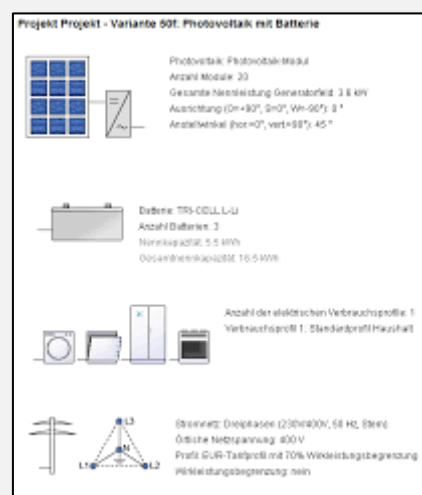 Projekt Projekt - Variante 50f: Photovoltaik mit Batterie
Photovoltaik: Photovoltaik-Modul
Anzahl Module: 20
Gesamte Nennleistung Generatorfeld: 3.6 kW
Ausrichtung (O=+90°, S=0°, W=-90°): 0 °
Anstellwinkel (hor.=0°, vert.=90°): 45 °
Batterie: TRI-CELL L-Li
Anzahl Batterien: 3
Nennkapazität: 5.5 kWh
Gesamtnennkapazität: 16.5 kWh
Anzahl der elektrischen Verbrauchsprofile: 1
Verbrauchsprofil 1: Standardprofil Haushalt
L3
N
L1
L2
Stromnetz: Dreiphasen (230V/400V, 50 Hz, Stern)
Örtliche Netzspannung: 400 V
Profil: EUR-Tarifprofil mit 70% Wirkleistungsbegrenzung
Wirkleistungsbegrenzung: nein